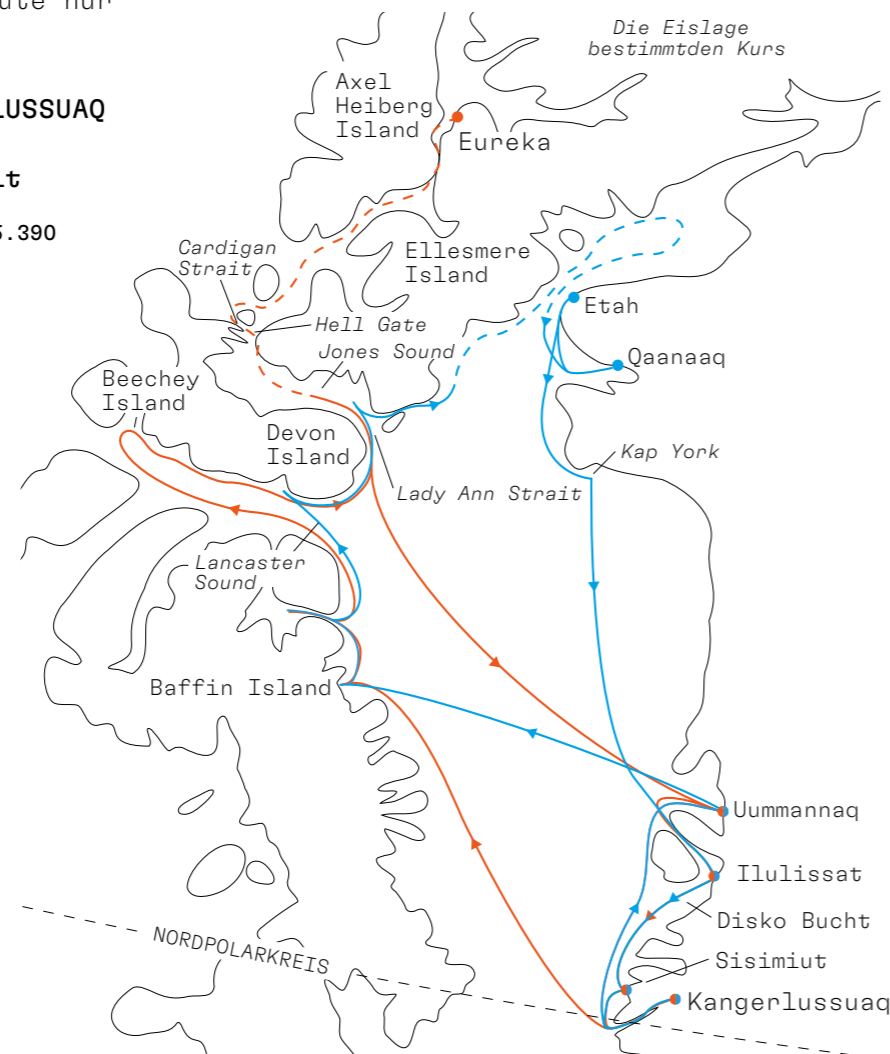 nur
LUSSUAQ
5.390
Die Eislage
bestimmtden Kurs
Axel
Heiberg
Island
Eureka
Cardigan
Strait
Ellesmere
Island
Etah
Hell Gate
Jones Sound
Qaanaaq
Beechey
Island
Devon
Island
Kap York
Lady Ann Strait
Lancaster
Sound
Baffin Island
Uummannaq
Ilulissat
Disko Bucht
NORDPOLARKREIS
Sisimiut
Kangerlussuaq